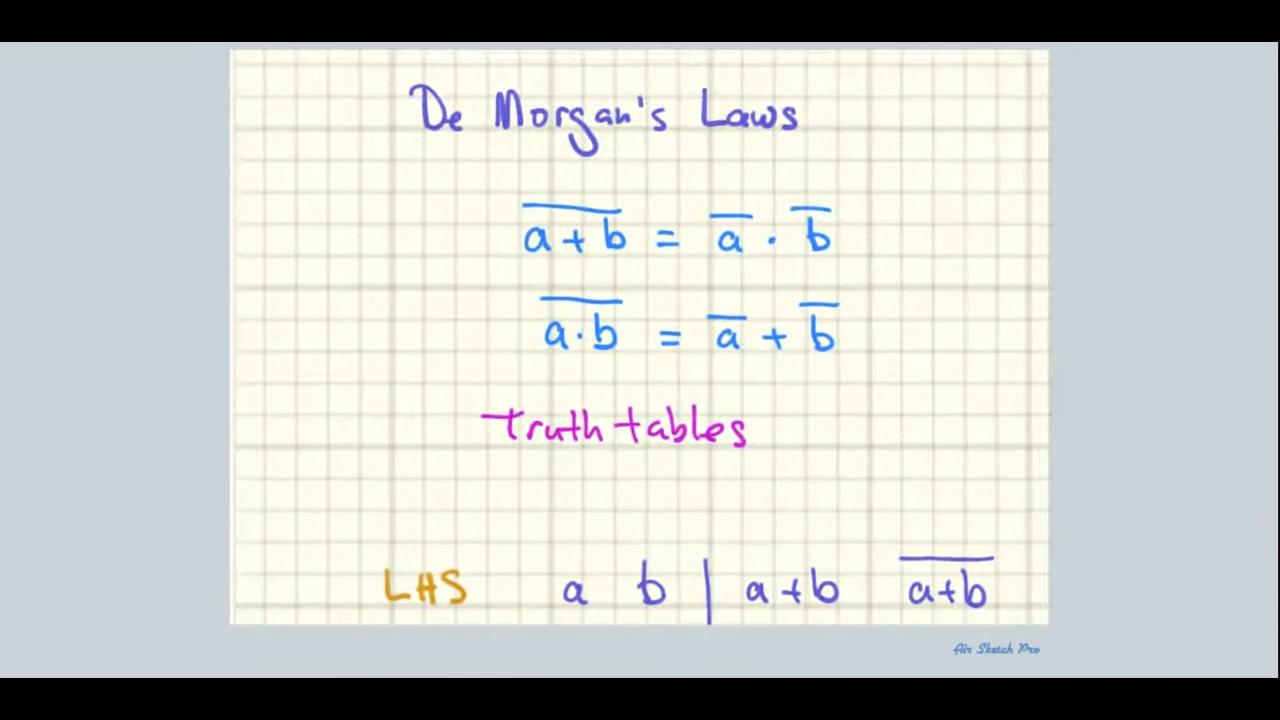 De Morgan's Laws
a̅ ̅+̅ ̅b̅ = a̅ · b̅
a̅ ̅·̅ ̅b̅ = a̅ + b̅
Truth tables
LHS a b | a+b a̅+̅b̅
Air Sketch Pro